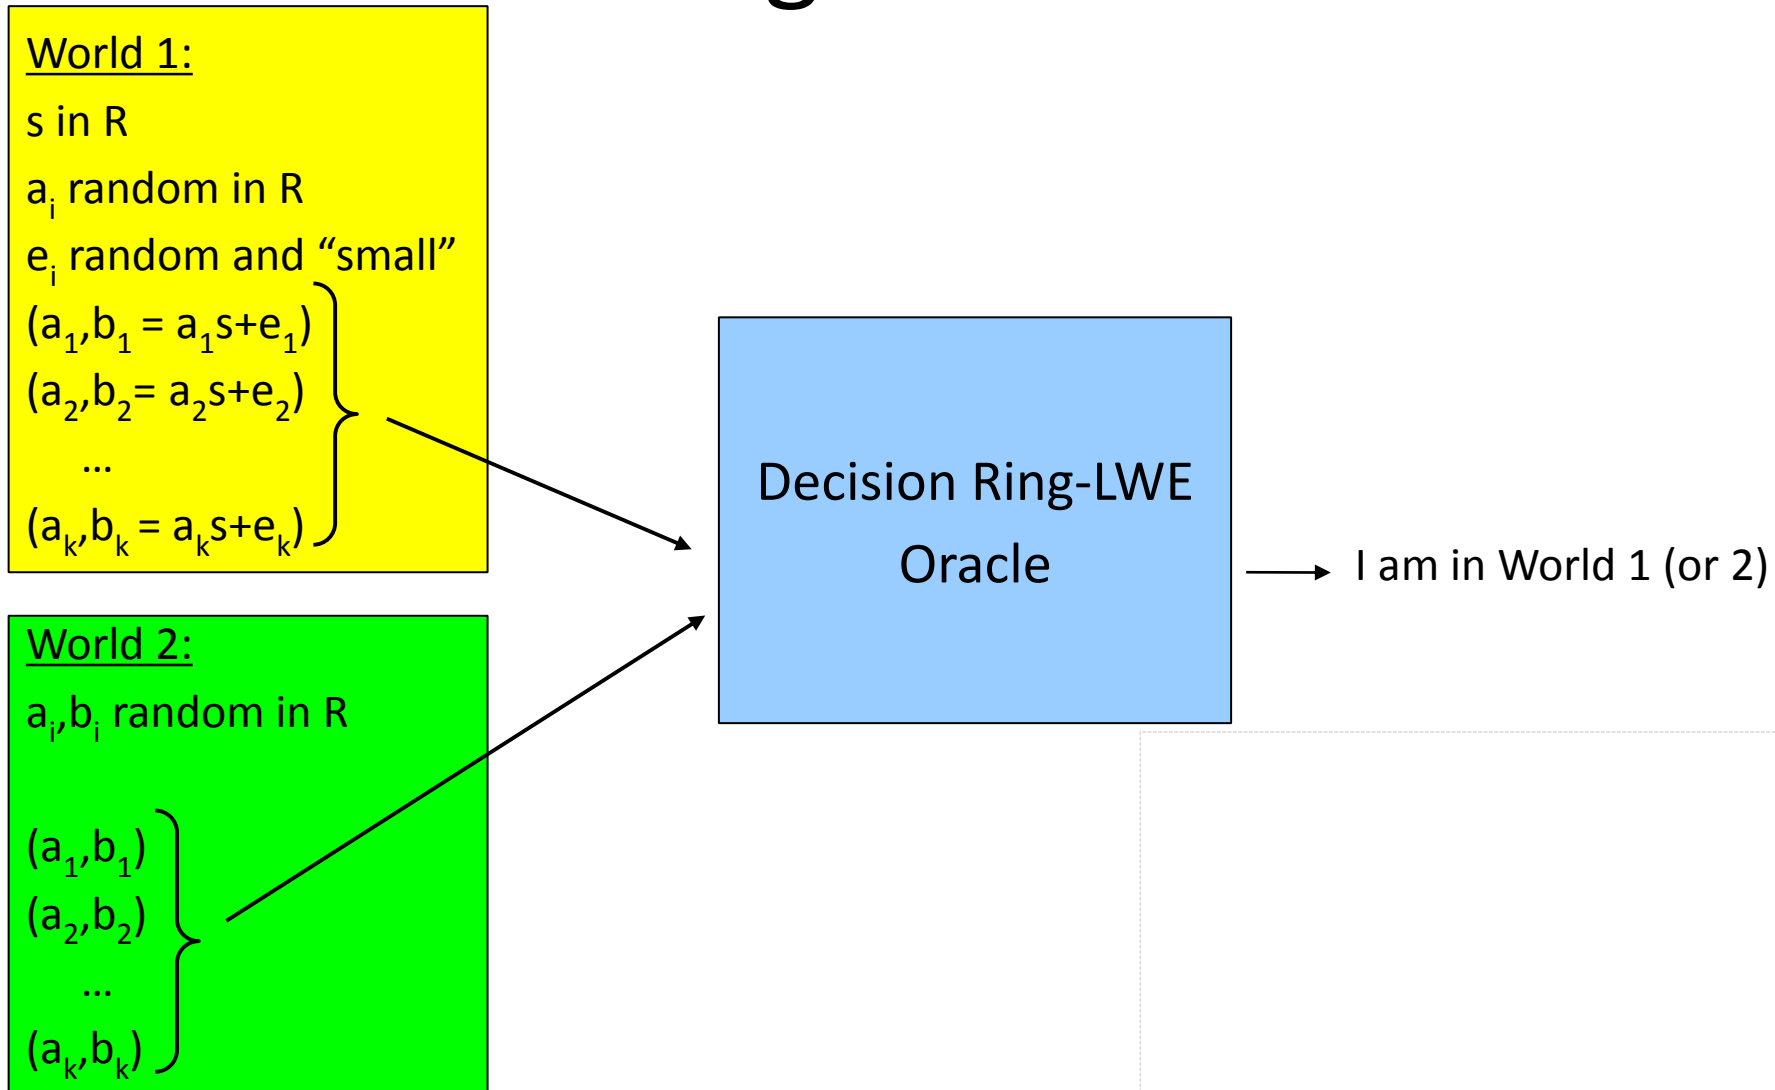 World 1:
s in R
aᵢ random in R
eᵢ random and “small”
(a₁,b₁ = a₁s+e₁)
(a₂,b₂= a₂s+e₂)
...
(aₖ,bₖ = aₖs+eₖ)
World 2:
aᵢ,bᵢ random in R
(a₁,b₁)
(a₂,b₂)
...
(aₖ,bₖ)
Decision Ring-LWE
Oracle
I am in World 1 (or 2)